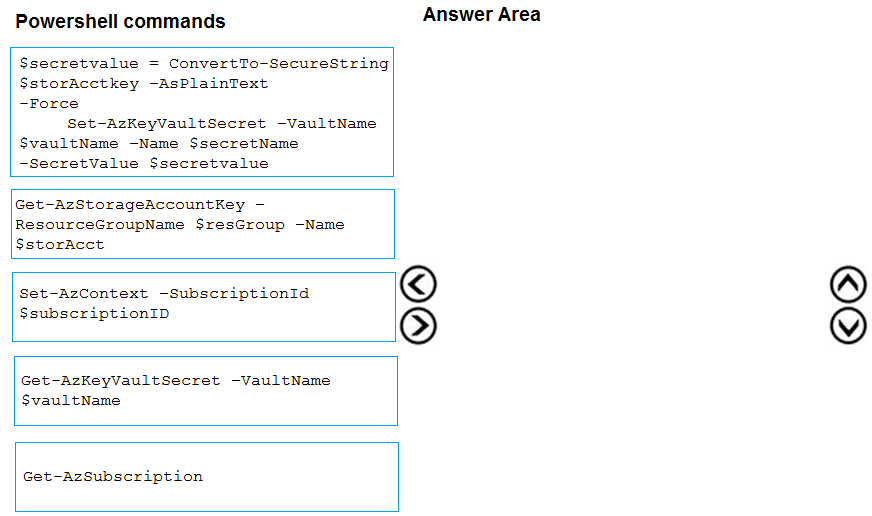 Powershell commands
Answer Area
$secretvalue = ConvertTo-SecureString
$storAcctkey –AsPlainText
–Force
Set-AzKeyVaultSecret –VaultName
$vaultName –Name $secretName
–SecretValue $secretvalue
Get-AzStorageAccountKey –
ResourceGroupName $resGroup –Name
$storAcct
Set-AzContext –SubscriptionId
$subscriptionID
Get-AzKeyVaultSecret –VaultName
$vaultName
Get-AzSubscription